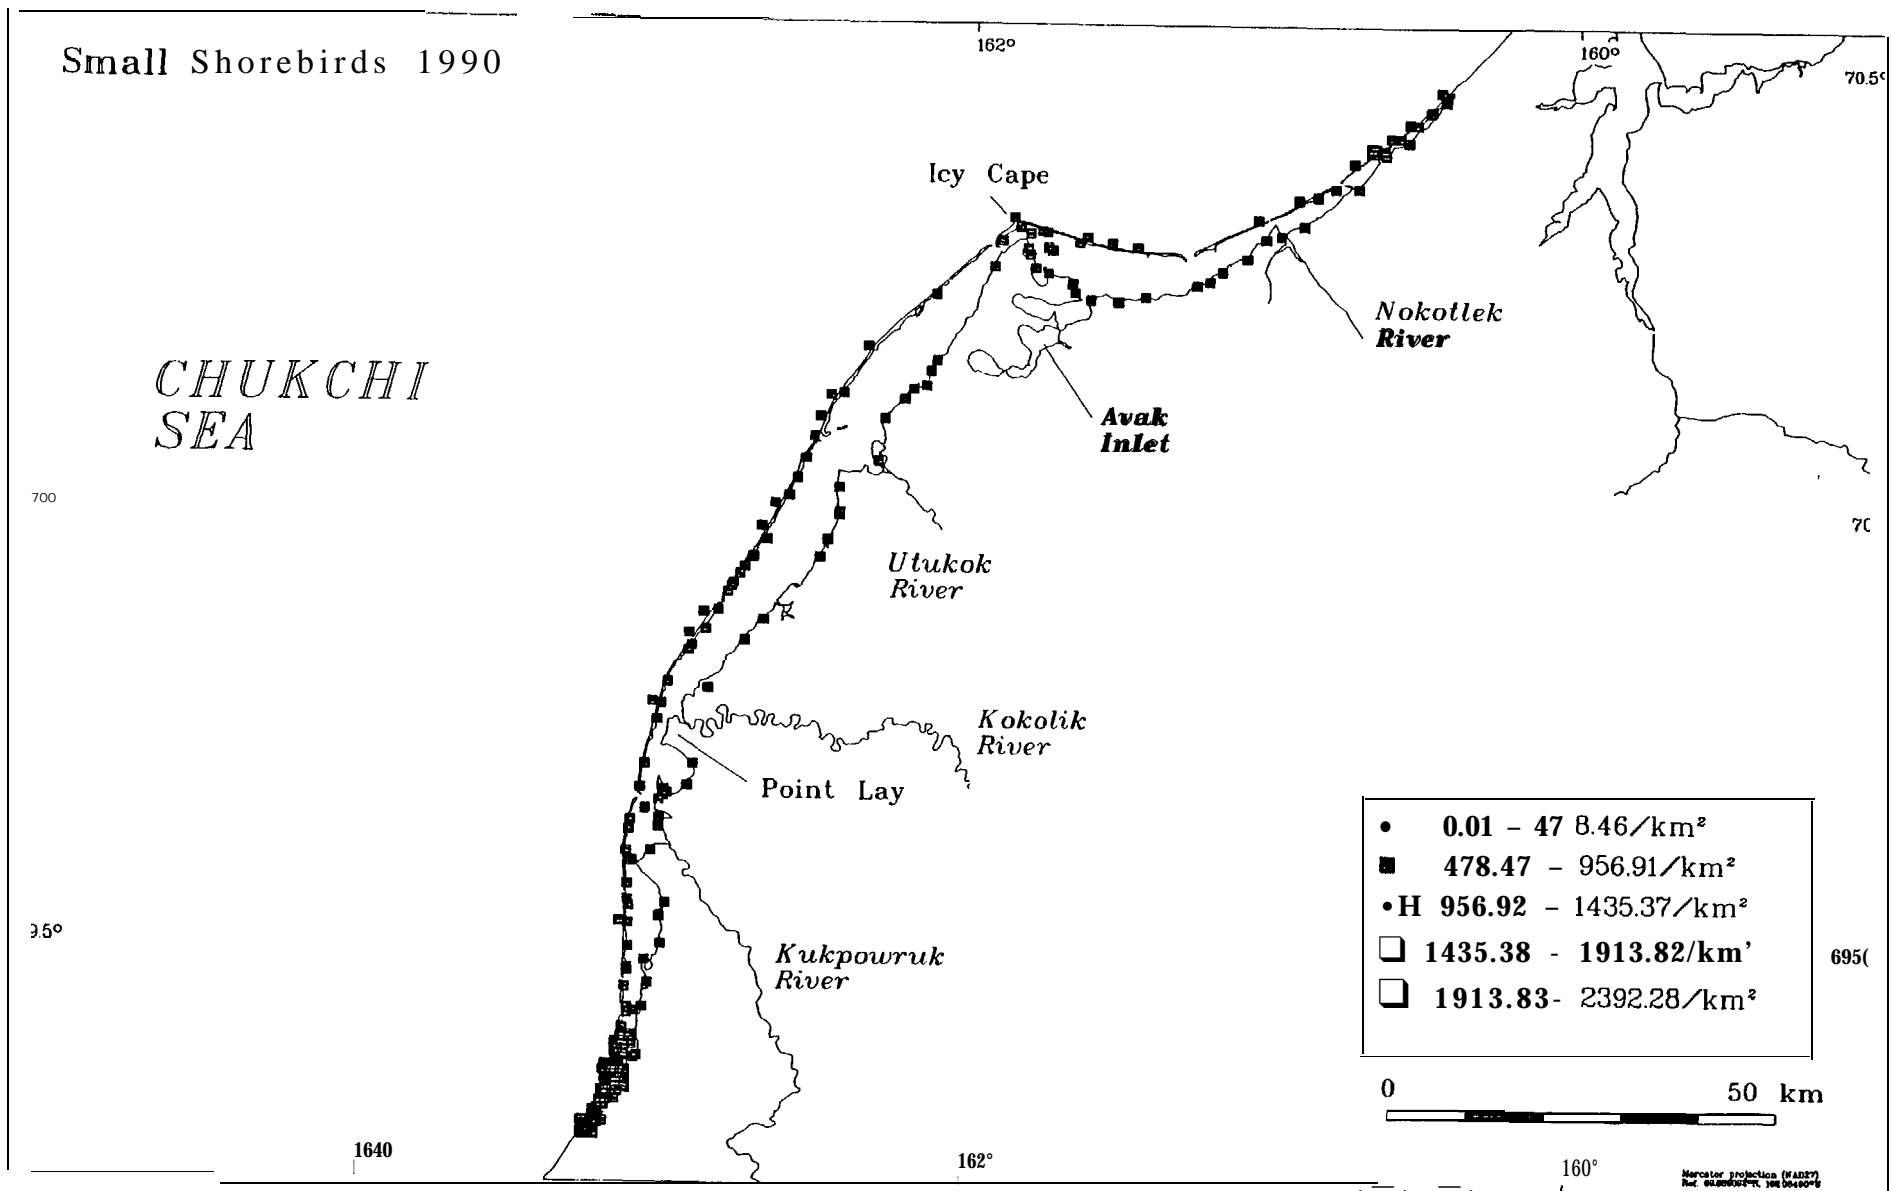 Small Shorebirds 1990
162°
160°
70.5°
Icy Cape
Nokotlek
River
CHUKCHI
SEA
Avak
Inlet
700
70
Utukok
River
Kokolik
River
Point Lay
0.01 – 47 8.46/km²
478.47 – 956.91/km²
•H 956.92 – 1435.37/km²
1435.38 - 1913.82/km'
1913.83- 2392.28/km²
9.5°
Kukpowruk
River
695(
0 50 km
1640
162°
160°
Mercator projection (NAD27)